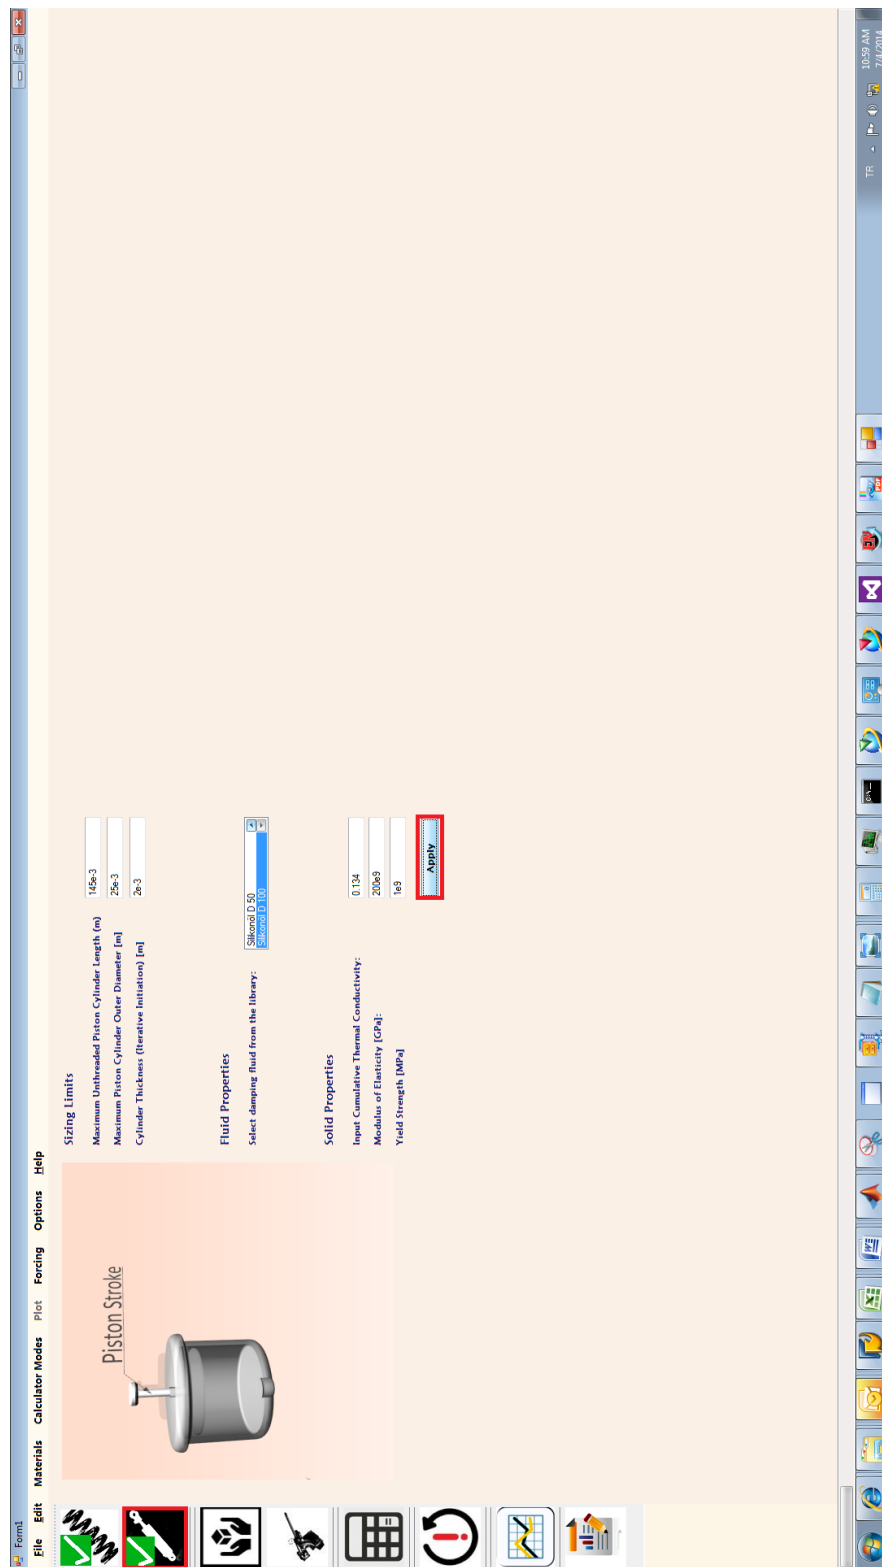 Form1
File Edit Materials Calculator Modes Plot Forcing Options Help
Piston Stroke
Sizing Limits
Maximum Unthreaded Piston Cylinder Length (m) 145e-3
Maximum Piston Cylinder Outer Diameter [m] 25e-3
Cylinder Thickness (Iterative Initiation) [m] 2e-3
Fluid Properties
Select damping fluid from the library: Silikonöl D 50
Silikonöl D 100
Solid Properties
Input Cumulative Thermal Conductivity: 0.134
Modulus of Elasticity [GPa]: 200e9
Yield Strength [MPa] 1e9
Apply
TR 10:59 AM
7/4/2014